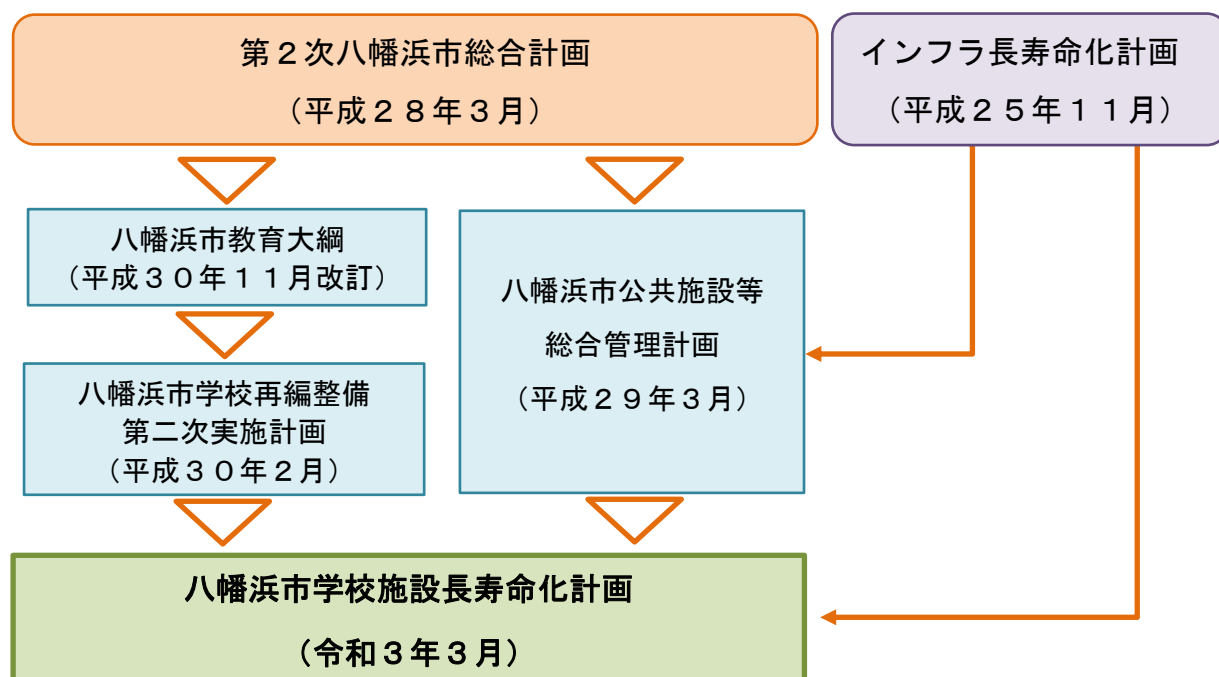 第２次八幡浜市総合計画
（平成２８年３月）
インフラ長寿命化計画
（平成２５年１１月）
八幡浜市教育大綱
（平成３０年１１月改訂）
八幡浜市公共施設等
総合管理計画
（平成２９年３月）
八幡浜市学校再編整備
第二次実施計画
（平成３０年２月）
八幡浜市学校施設長寿命化計画
（令和３年３月）